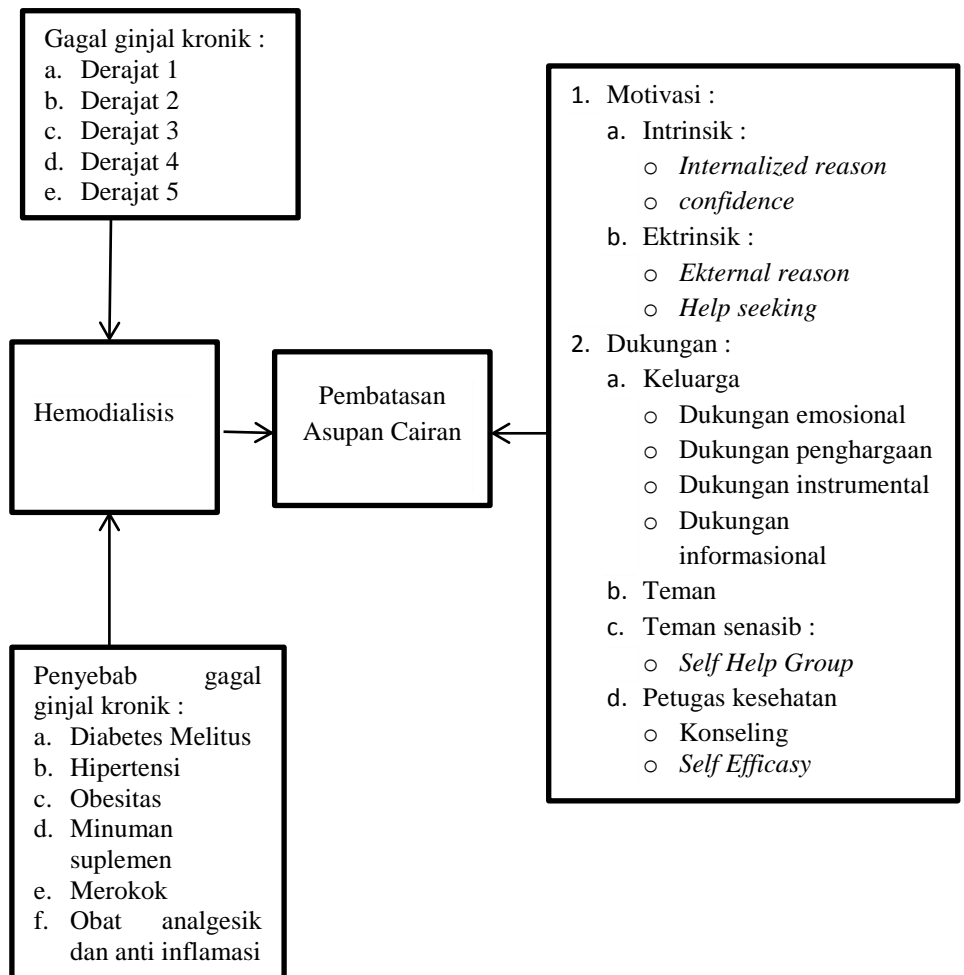 Gagal ginjal kronik :
a. Derajat 1
b. Derajat 2
c. Derajat 3
d. Derajat 4
e. Derajat 5
Hemodialisis
Pembatasan
Asupan Cairan
1. Motivasi :
a. Intrinsik :
o Internalized reason
o confidence
b. Ektrinsik :
o Ekternal reason
o Help seeking
2. Dukungan :
a. Keluarga
o Dukungan emosional
o Dukungan penghargaan
o Dukungan instrumental
o Dukungan
informasional
b. Teman
c. Teman senasib :
o Self Help Group
d. Petugas kesehatan
o Konseling
o Self Efficasy
Penyebab gagal
ginjal kronik :
a. Diabetes Melitus
b. Hipertensi
c. Obesitas
d. Minuman
suplemen
e. Merokok
f. Obat analgesik
dan anti inflamasi